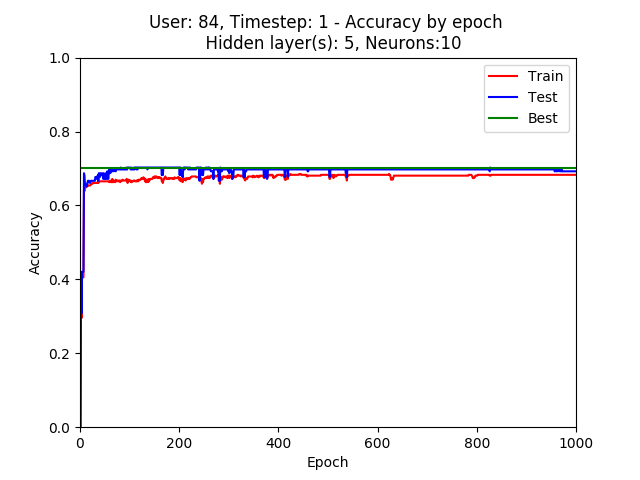 User: 84, Timestep: 1 - Accuracy by epoch
Hidden layer(s): 5, Neurons:10
1.0
0.8
0.6
0.4
0.2
0.0
Accuracy
Train
Test
Best
0 200 400 600 800 1000
Epoch